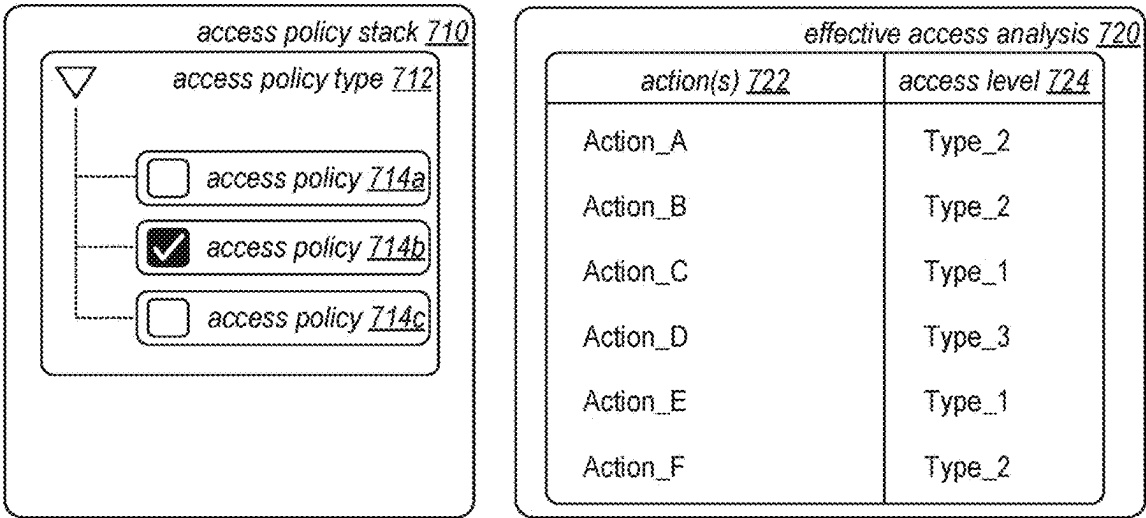 access policy stack 710
access policy type 712
access policy 714a
access policy 714b
access policy 714c
effective access analysis 720
action(s) 722 access level 724
Action_A Type_2
Action_B Type_2
Action_C Type_1
Action_D Type_3
Action_E Type_1
Action_F Type_2